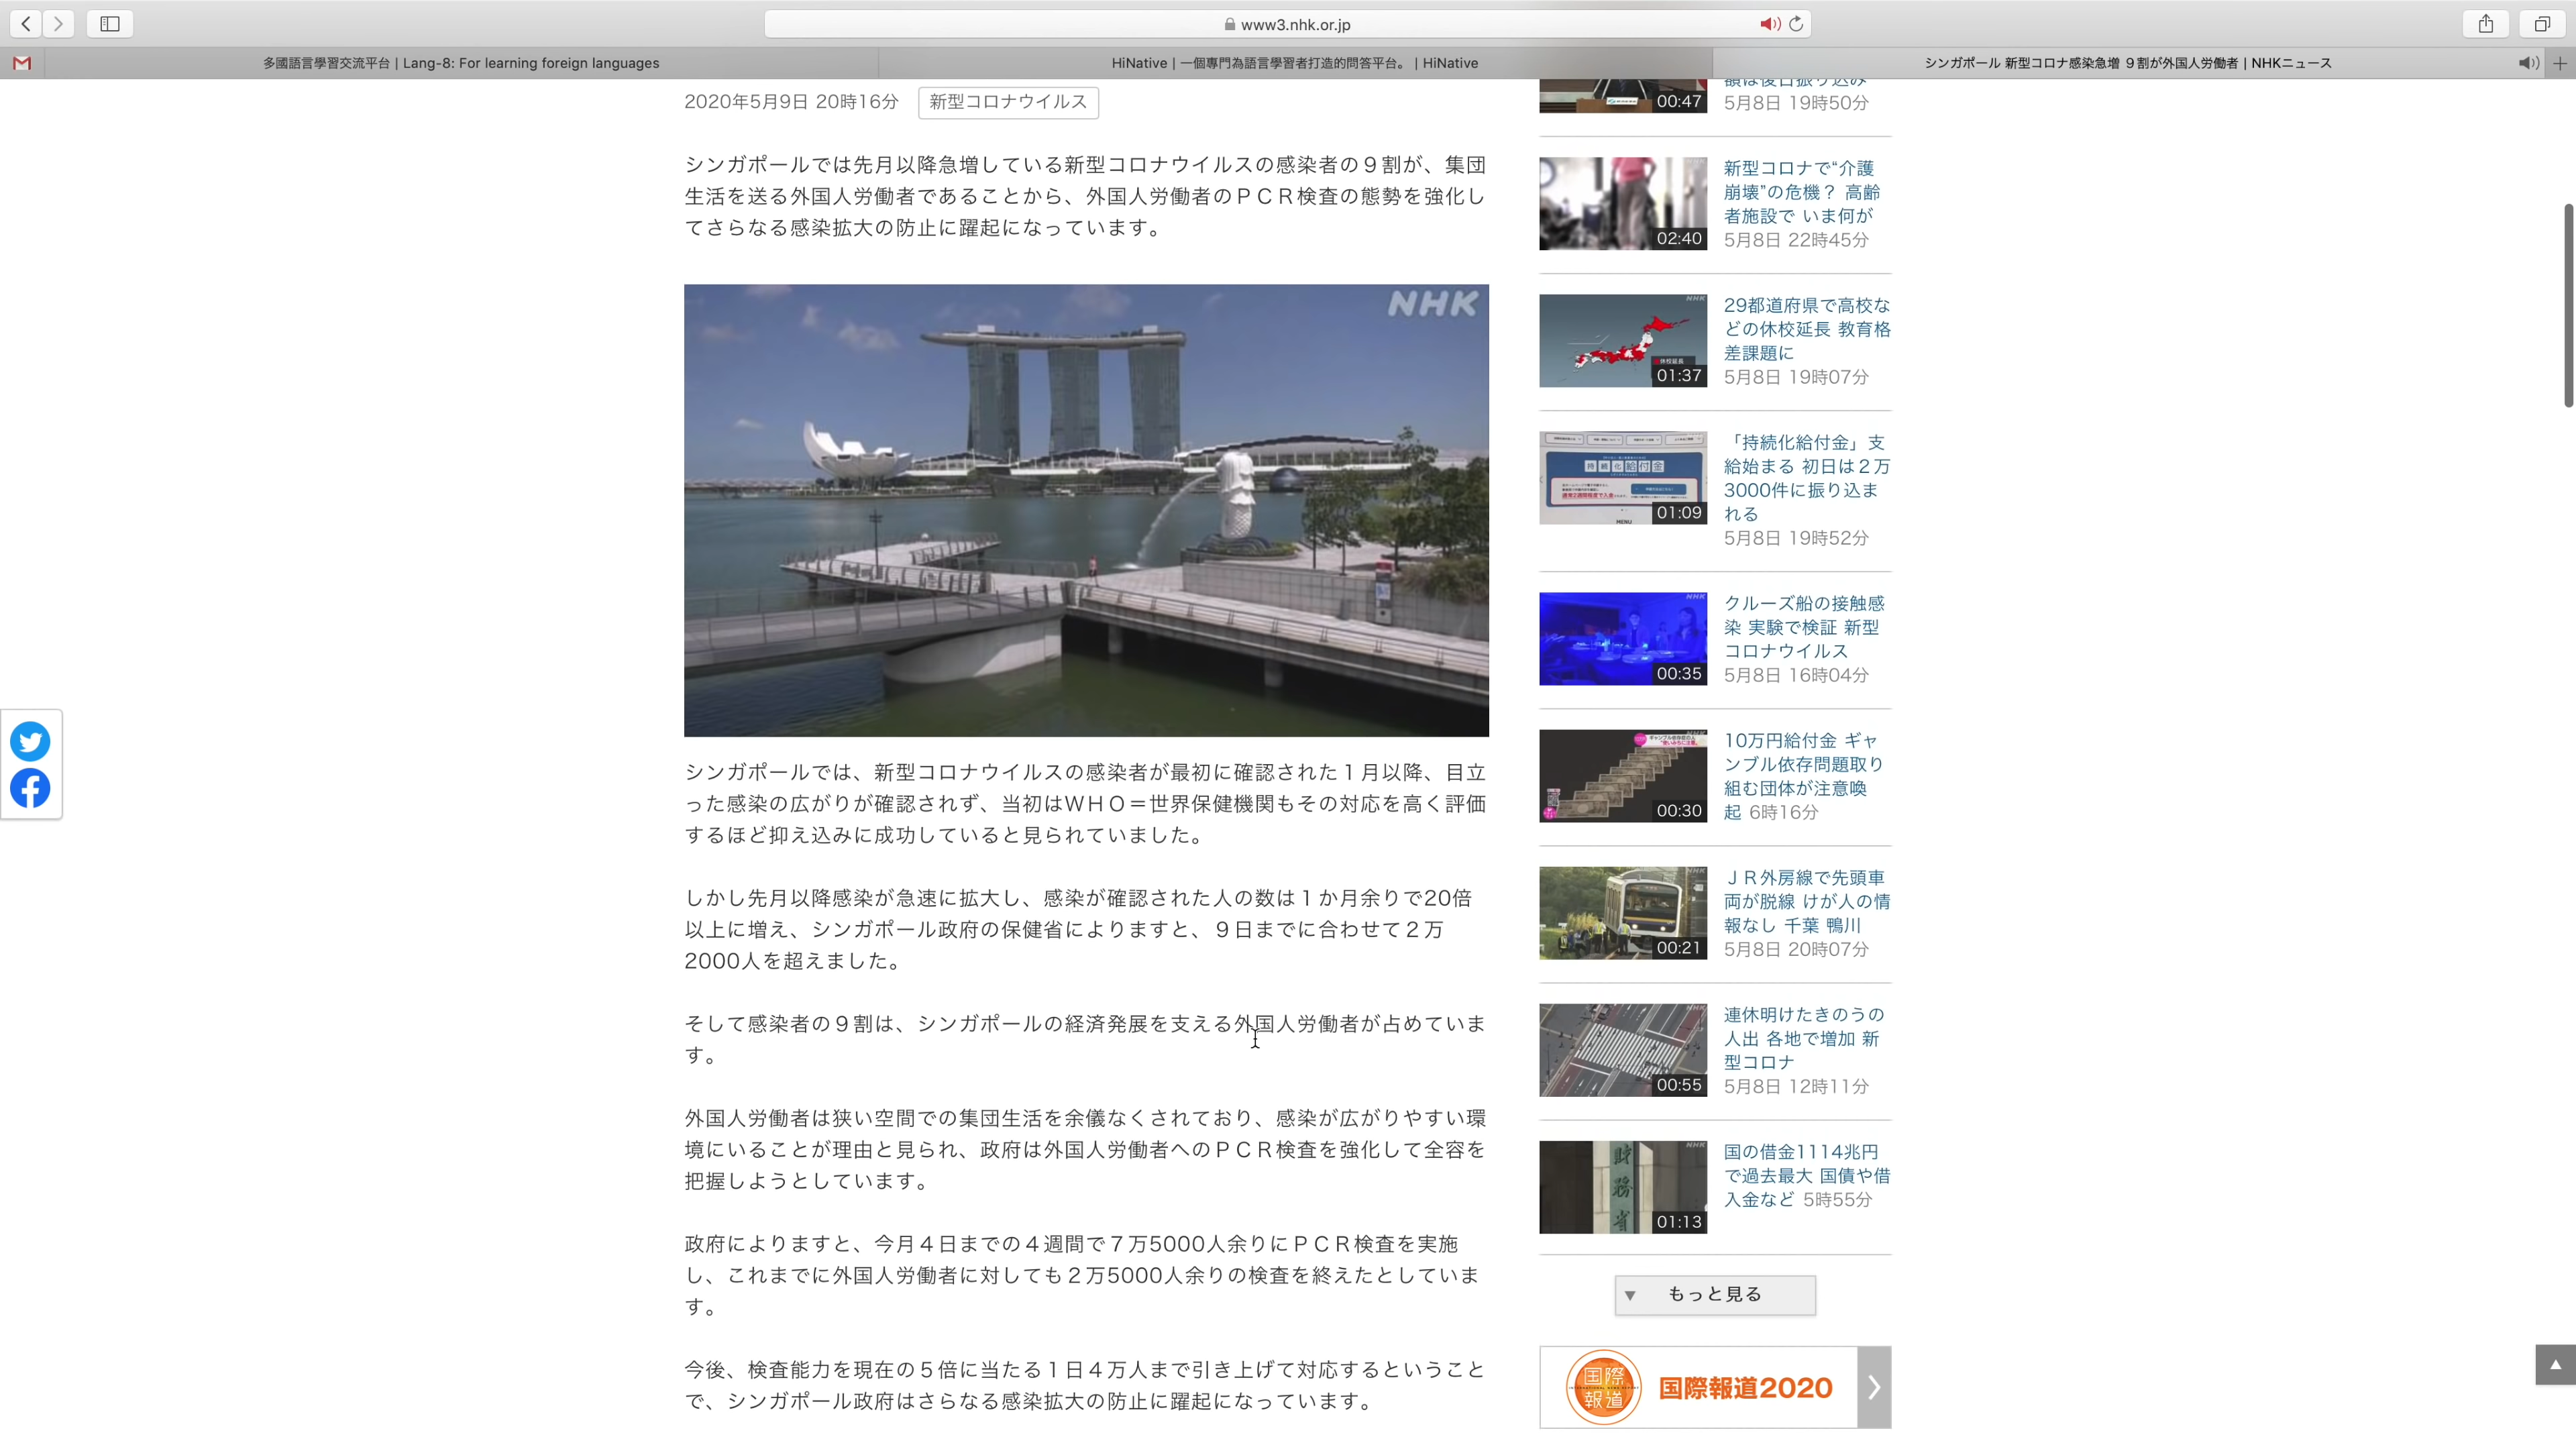 www3.nhk.or.jp
多國語言學習交流平台 | Lang-8: For learning foreign languages
HiNative | 一個專門為語言學習者打造的問答平台。 | HiNative
シンガポール 新型コロナ感染急増 ９割が外国人労働者 | NHKニュース
2020年5月9日 20時16分
新型コロナウイルス
シンガポールでは先月以降急増している新型コロナウイルスの感染者の９割が、集団
生活を送る外国人労働者であることから、外国人労働者のＰＣＲ検査の態勢を強化し
てさらなる感染拡大の防止に躍起になっています。
NHK
シンガポールでは、新型コロナウイルスの感染者が最初に確認された１月以降、目立
った感染の広がりが確認されず、当初はＷＨＯ＝世界保健機関もその対応を高く評価
するほど抑え込みに成功していると見られていました。
しかし先月以降感染が急速に拡大し、感染が確認された人の数は１か月余りで20倍
以上に増え、シンガポール政府の保健省によりますと、９日までに合わせて２万
2000人を超えました。
そして感染者の９割は、シンガポールの経済発展を支える外国人労働者が占めていま
す。
外国人労働者は狭い空間での集団生活を余儀なくされており、感染が広がりやすい環
境にいることが理由と見られ、政府は外国人労働者へのＰＣＲ検査を強化して全容を
把握しようとしています。
政府によりますと、今月４日までの４週間で７万5000人余りにＰＣＲ検査を実施
し、これまでに外国人労働者に対しても２万5000人余りの検査を終えたとしていま
す。
今後、検査能力を現在の５倍に当たる１日４万人まで引き上げて対応するということ
で、シンガポール政府はさらなる感染拡大の防止に躍起になっています。
00:47
5月8日 19時50分
02:40
新型コロナで“介護
崩壊”の危機？ 高齢
者施設で いま何が
5月8日 22時45分
NHK
休校延長
01:37
29都道府県で高校な
どの休校延長 教育格
差課題に
5月8日 19時07分
持続化給付金
MENU
01:09
「持続化給付金」支
給始まる 初日は２万
3000件に振り込ま
れる
5月8日 19時52分
NHK
00:35
クルーズ船の接触感
染 実験で検証 新型
コロナウイルス
5月8日 16時04分
00:30
10万円給付金 ギャ
ンブル依存問題取り
組む団体が注意喚
起 6時16分
NHK
00:21
ＪＲ外房線で先頭車
両が脱線 けが人の情
報なし 千葉 鴨川
5月8日 20時07分
NHK
00:55
連休明けたきのうの
人出 各地で増加 新
型コロナ
5月8日 12時11分
NHK
財務省
01:13
国の借金1114兆円
で過去最大 国債や借
入金など 5時55分
もっと見る
国際
報道
国際報道2020